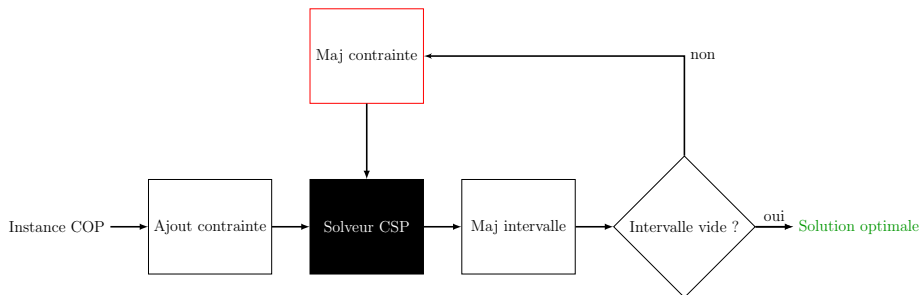 Maj contrainte
non
Instance COP
Ajout contrainte
Solveur CSP
Maj intervalle
Intervalle vide ?
oui
Solution optimale